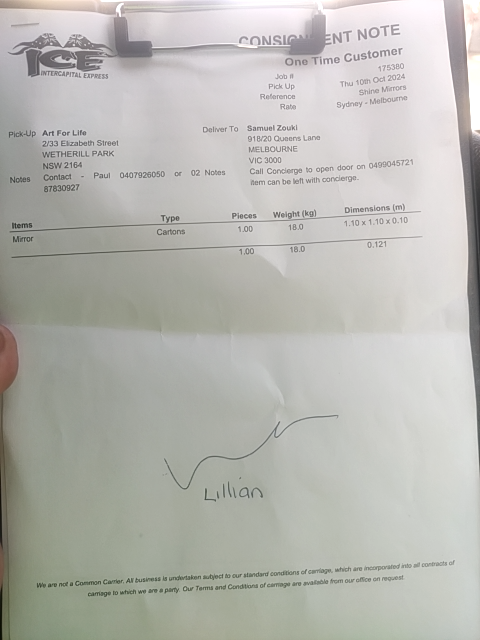 CONSIGNMENT NOTE
One Time Customer
ICE
INTERCAPITAL EXPRESS
Job # 175380
Pick Up Thu 10th Oct 2024
Reference Shine Mirrors
Rate Sydney - Melbourne
Pick-Up Art For Life
2/33 Elizabeth Street
WETHERILL PARK
NSW 2164
Notes Contact - Paul 0407926050 or 02 87830927
Deliver To Samuel Zouki
918/20 Queens Lane
MELBOURNE
VIC 3000
Notes Call Concierge to open door on 0499045721
item can be left with concierge.
Items Type Pieces Weight (kg) Dimensions (m)
Mirror Cartons 1.00 18.0 1.10 x 1.10 x 0.10
1.00 18.0 0.121
Lillian
We are not a Common Carrier. All business is undertaken subject to our standard conditions of carriage, which are incorporated into all contracts of
carriage to which we are a party. Our Terms and Conditions of carriage are available from our office on request.